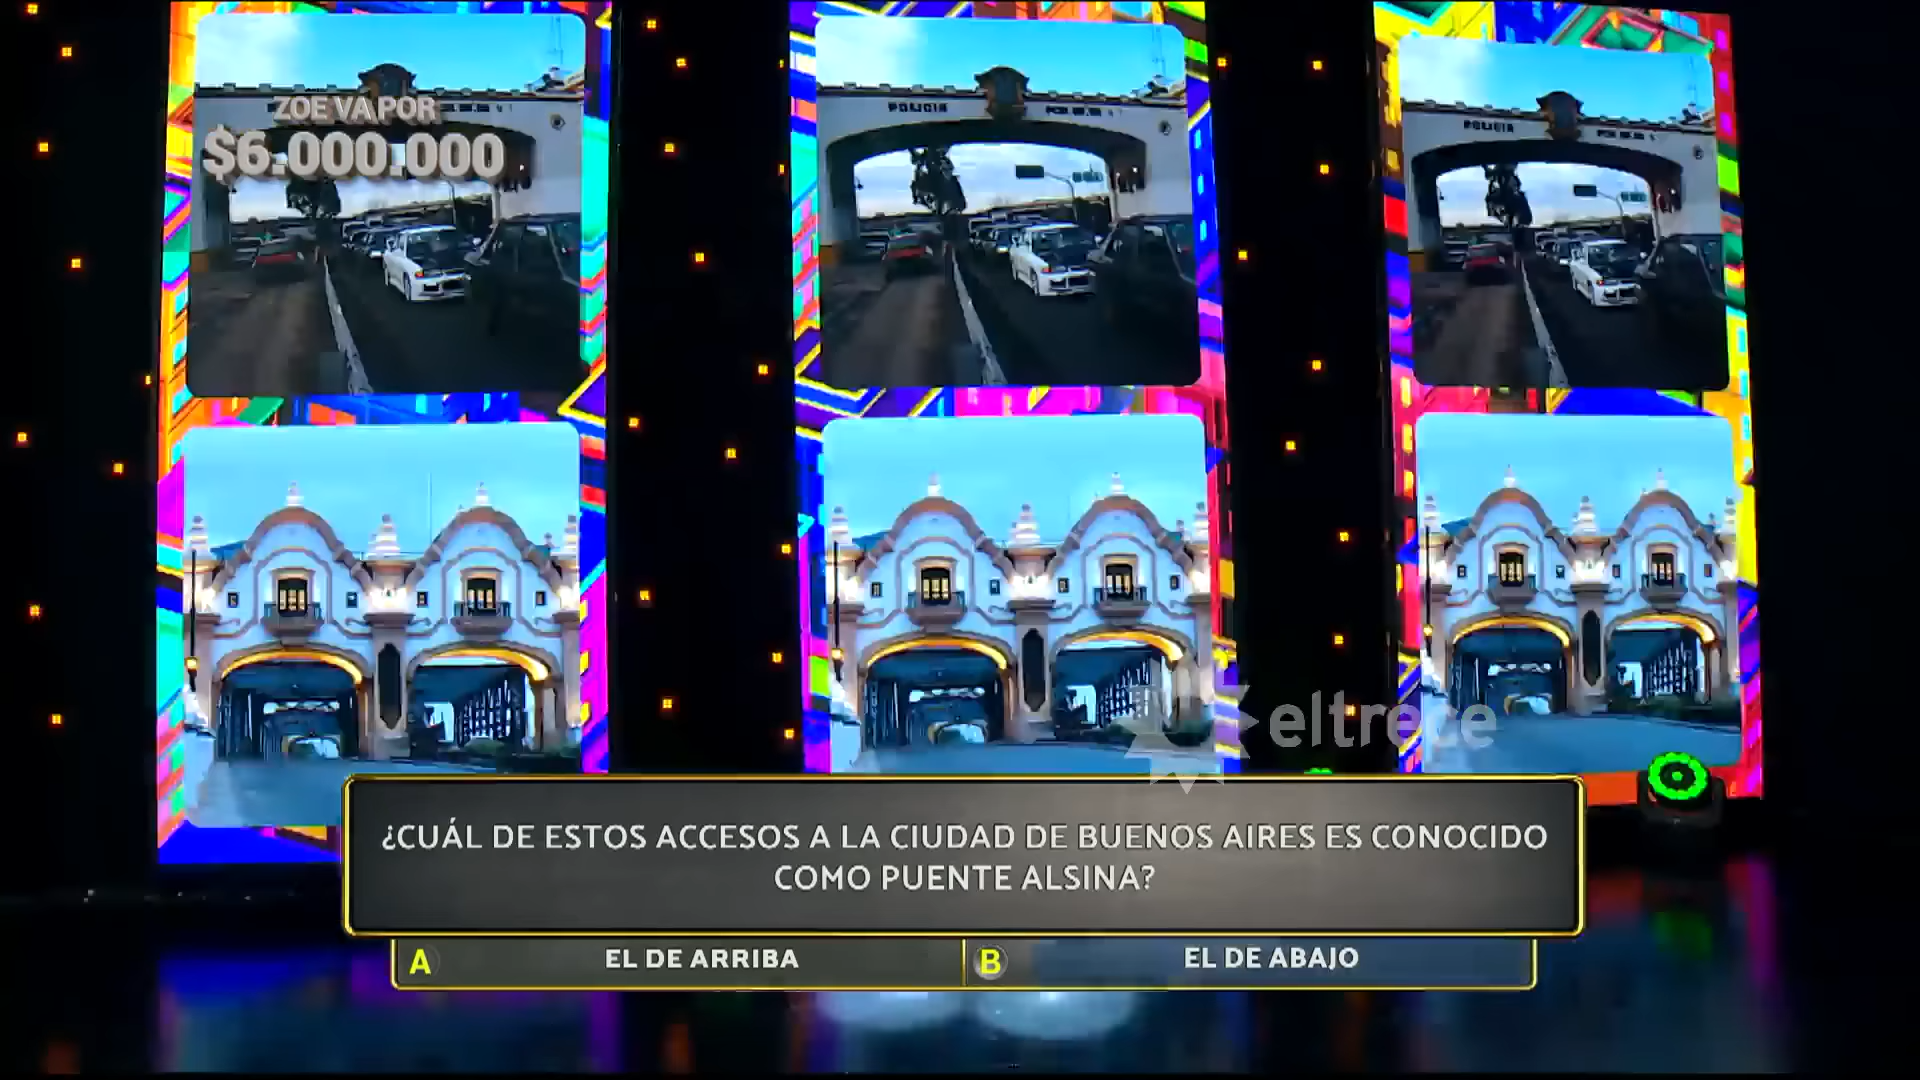 ZOE VA POR
$6.000.000
POLICIA
POLICIA
eltrece
¿CUÁL DE ESTOS ACCESOS A LA CIUDAD DE BUENOS AIRES ES CONOCIDO
COMO PUENTE ALSINA?
A EL DE ARRIBA
B EL DE ABAJO